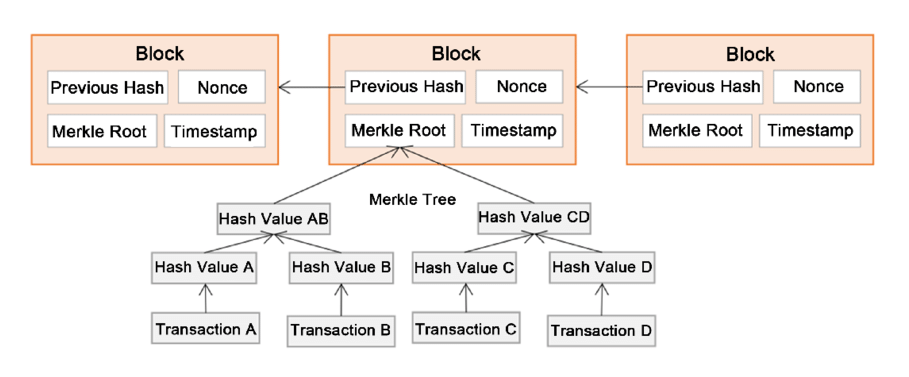 Block
Block
Block
Previous Hash
Nonce
Previous Hash
Nonce
Previous Hash
Nonce
Merkle Root
Timestamp
Merkle Root
Timestamp
Merkle Root
Timestamp
Merkle Tree
Hash Value AB
Hash Value CD
Hash Value A
Hash Value B
Hash Value C
Hash Value D
Transaction A
Transaction B
Transaction C
Transaction D